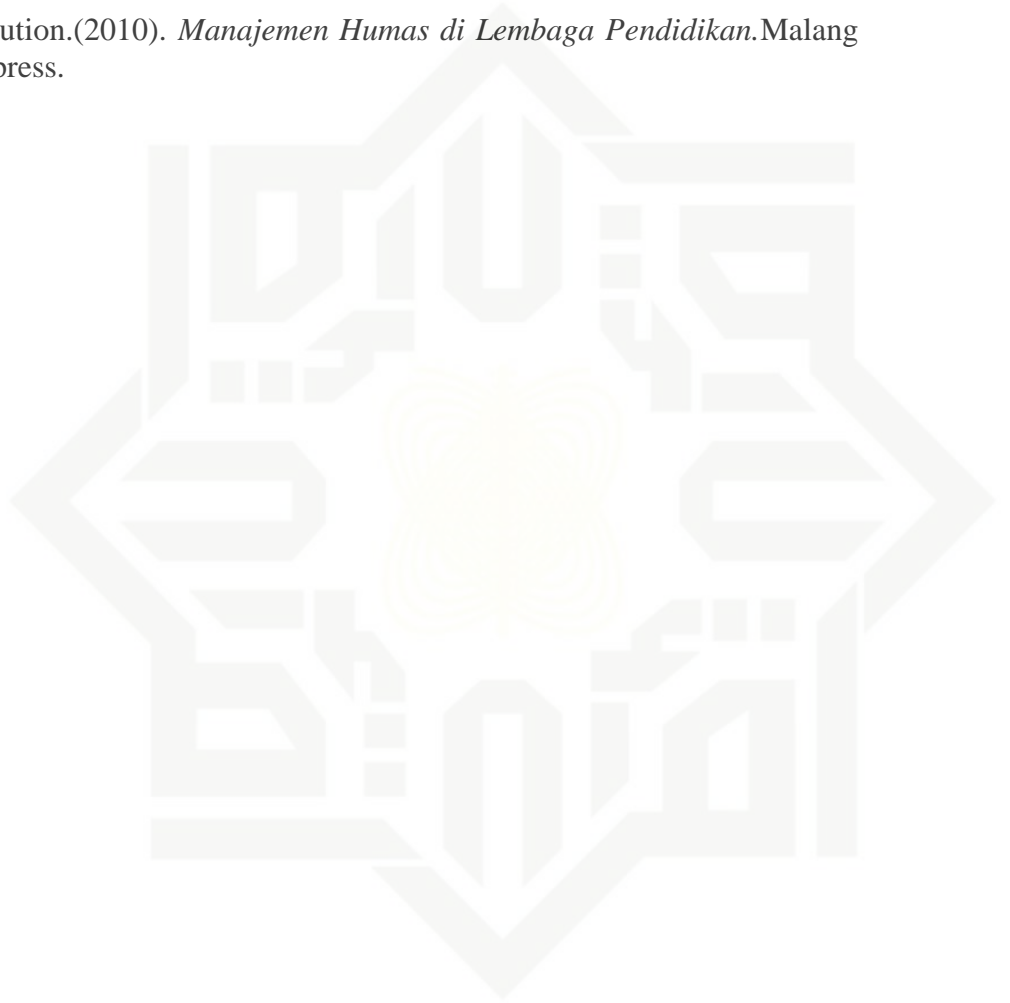 ution.(2010). Manajemen Humas di Lembaga Pendidikan.Malang
press.